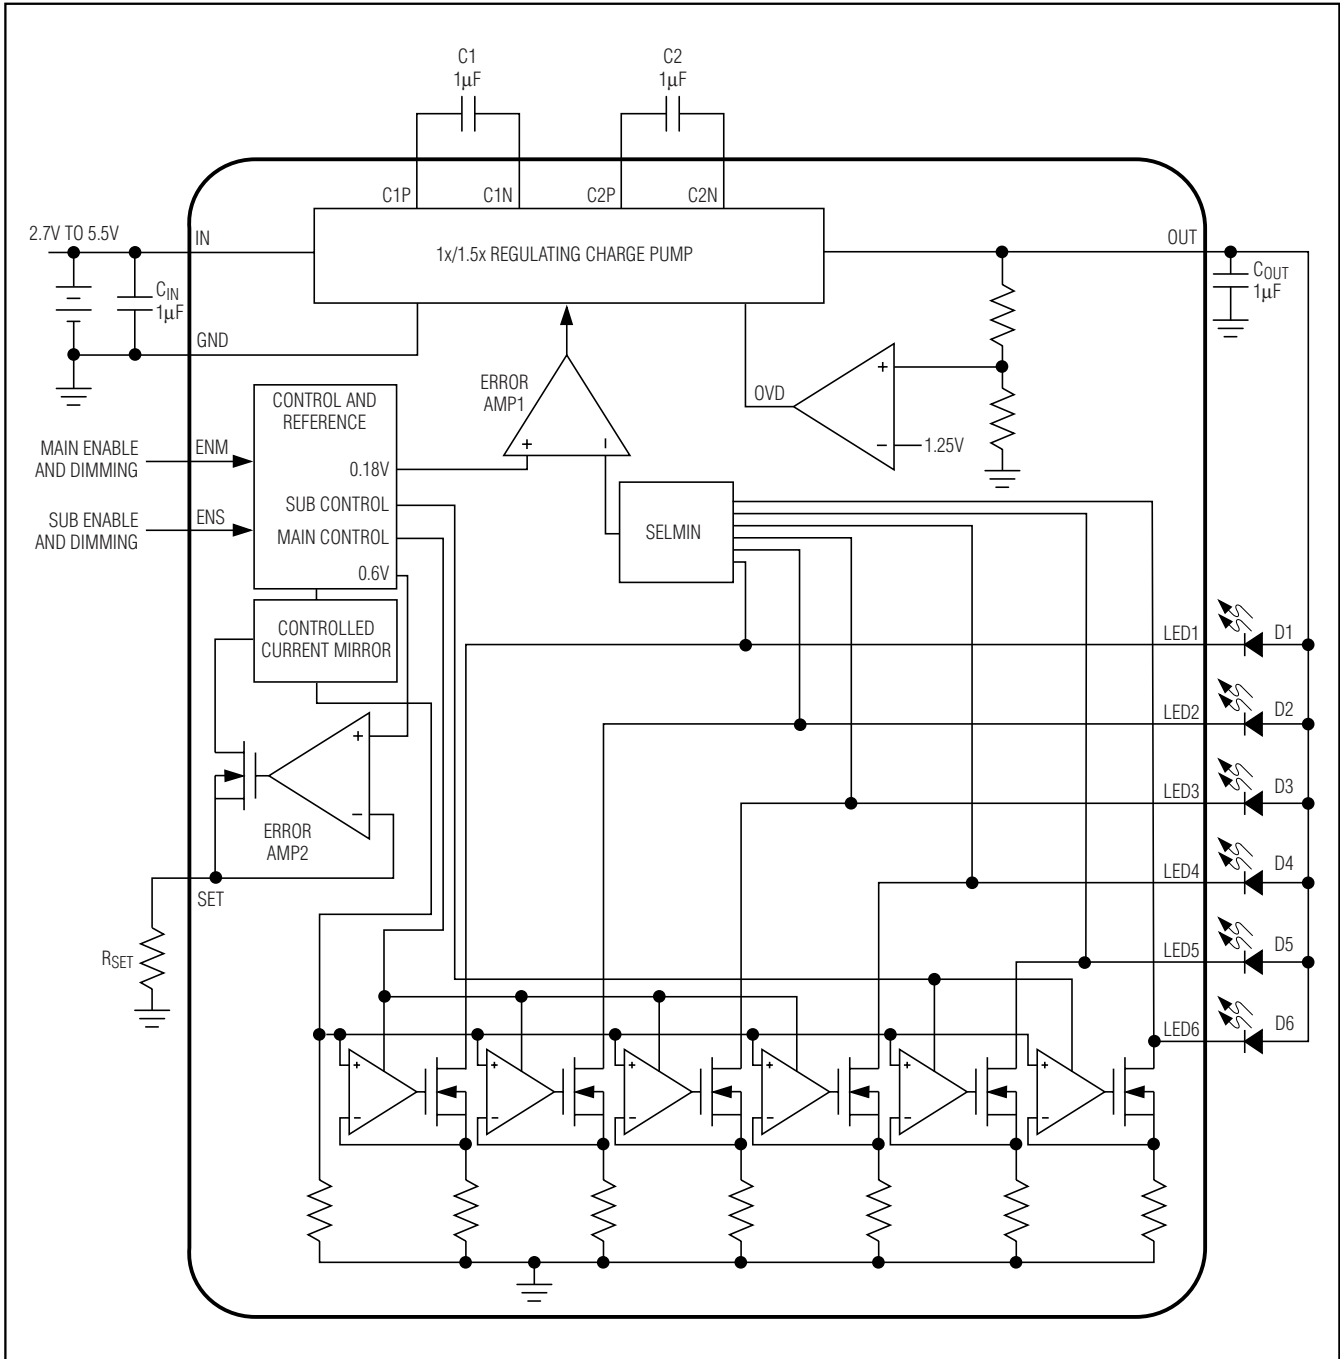 C1
1µF
C2
1µF
C1P
C1N
C2P
C2N
2.7V TO 5.5V
IN
1x/1.5x REGULATING CHARGE PUMP
OUT
CIN
1µF
COUT
1µF
GND
CONTROL AND
REFERENCE
ERROR
AMP1
OVD
+
−
1.25V
MAIN ENABLE
AND DIMMING
ENM
0.18V
+
−
SUB ENABLE
AND DIMMING
ENS
SUB CONTROL
MAIN CONTROL
0.6V
SELMIN
CONTROLLED
CURRENT MIRROR
LED1
D1
LED2
D2
+
−
ERROR
AMP2
LED3
D3
LED4
D4
SET
RSET
LED5
D5
LED6
D6
+ + + + + +
− − − − − −